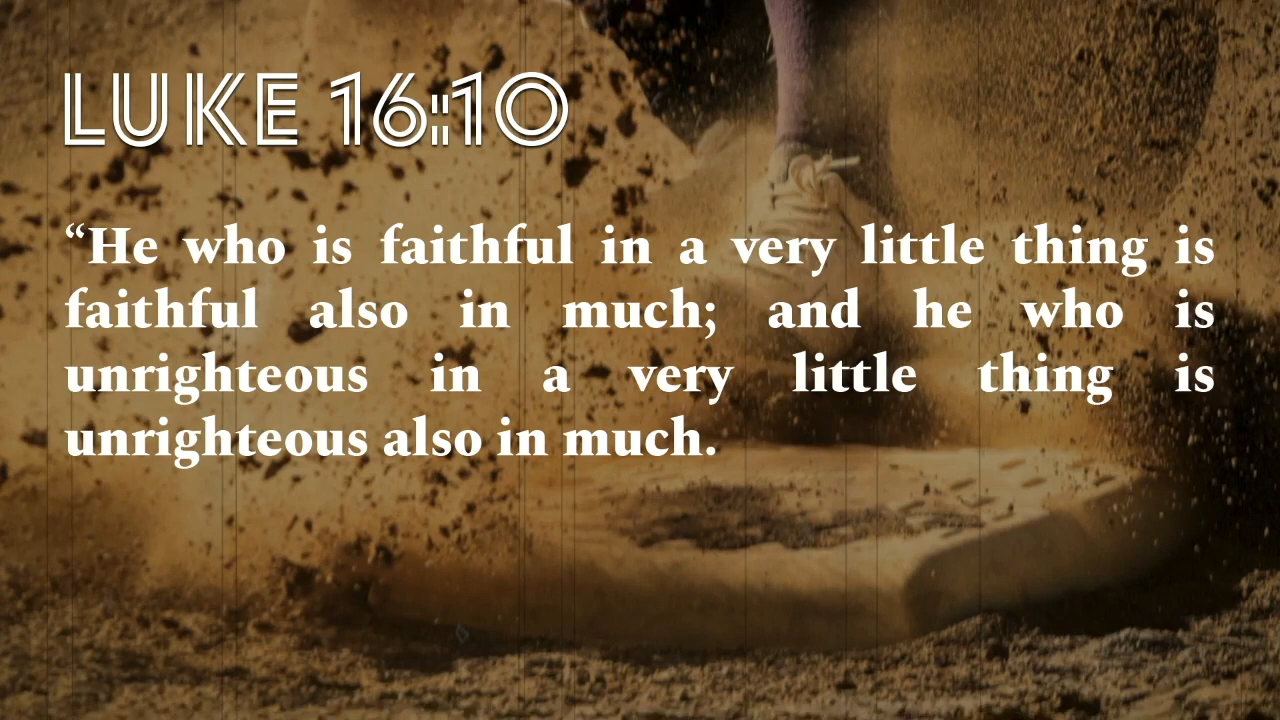 LUKE 16:10
“He who is faithful in a very little thing is
faithful also in much; and he who is
unrighteous in a very little thing is
unrighteous also in much.